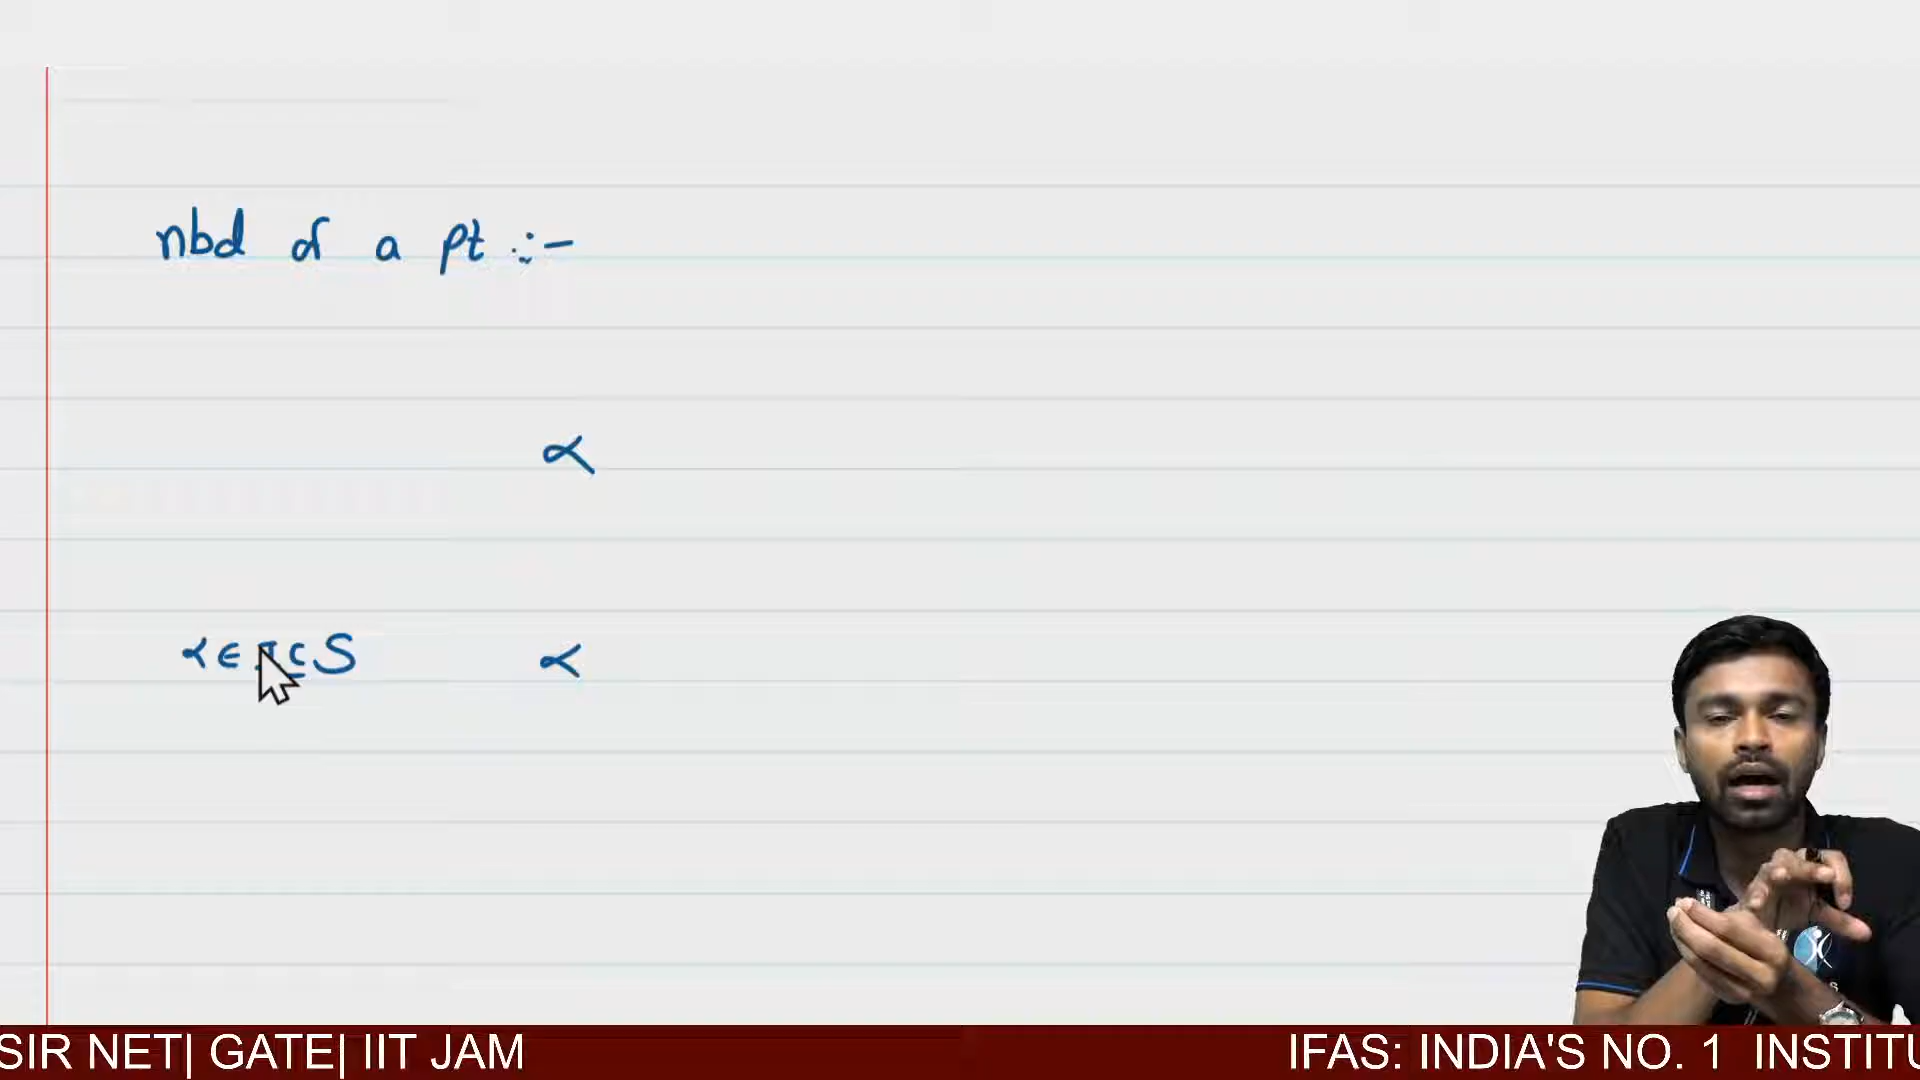 nbd of a pt :-
α
α ∈ I ⊆ S α
SIR NET| GATE| IIT JAM IFAS: INDIA'S NO. 1 INSTITU